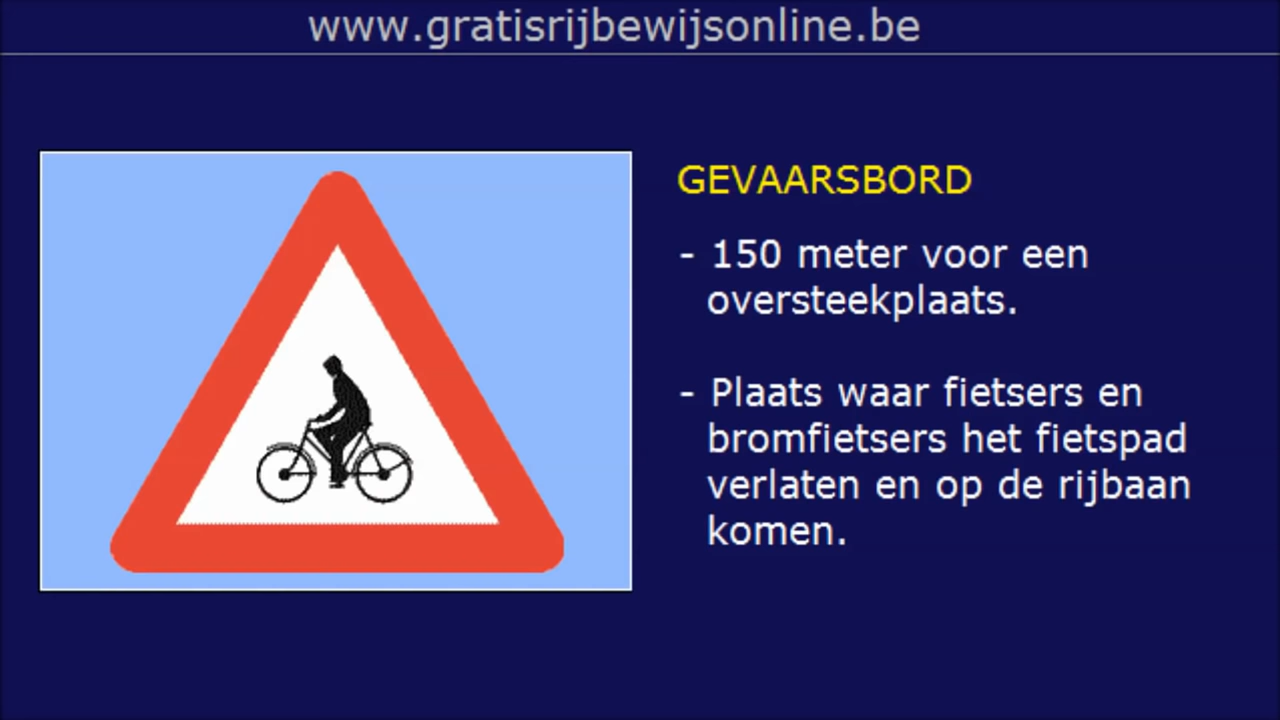 www.gratisrijbewijsonline.be
GEVAARSBORD
- 150 meter voor een
oversteekplaats.
- Plaats waar fietsers en
bromfietsers het fietspad
verlaten en op de rijbaan
komen.